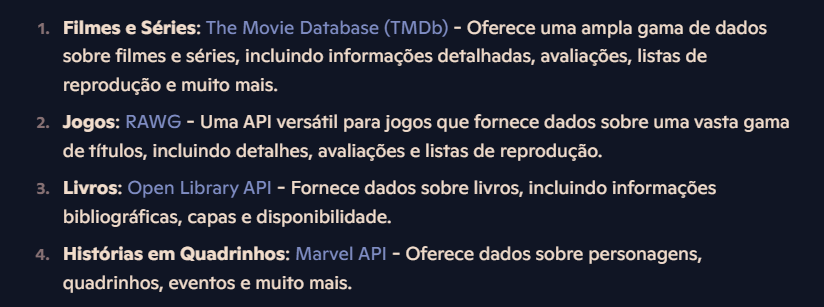 1. Filmes e Séries: The Movie Database (TMDb) - Oferece uma ampla gama de dados
sobre filmes e séries, incluindo informações detalhadas, avaliações, listas de
reprodução e muito mais.
2. Jogos: RAWG - Uma API versátil para jogos que fornece dados sobre uma vasta gama
de títulos, incluindo detalhes, avaliações e listas de reprodução.
3. Livros: Open Library API - Fornece dados sobre livros, incluindo informações
bibliográficas, capas e disponibilidade.
4. Histórias em Quadrinhos: Marvel API - Oferece dados sobre personagens,
quadrinhos, eventos e muito mais.